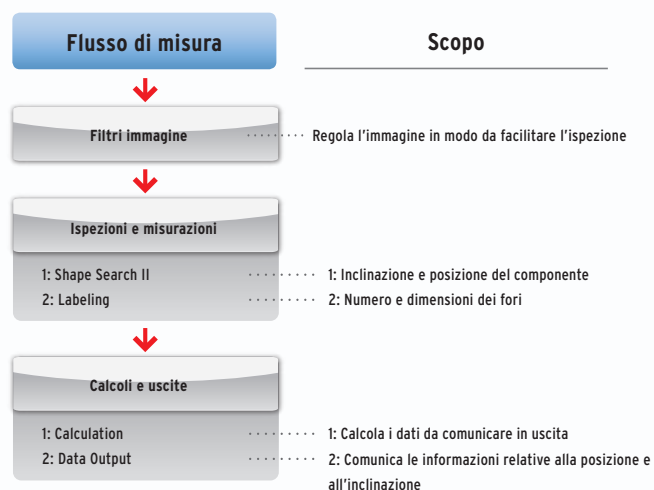 Flusso di misura
Scopo
Filtri immagine
Regola l'immagine in modo da facilitare l'ispezione
Ispezioni e misurazioni
1: Shape Search II
1: Inclinazione e posizione del componente
2: Labeling
2: Numero e dimensioni dei fori
Calcoli e uscite
1: Calculation
1: Calcola i dati da comunicare in uscita
2: Data Output
2: Comunica le informazioni relative alla posizione e
all'inclinazione